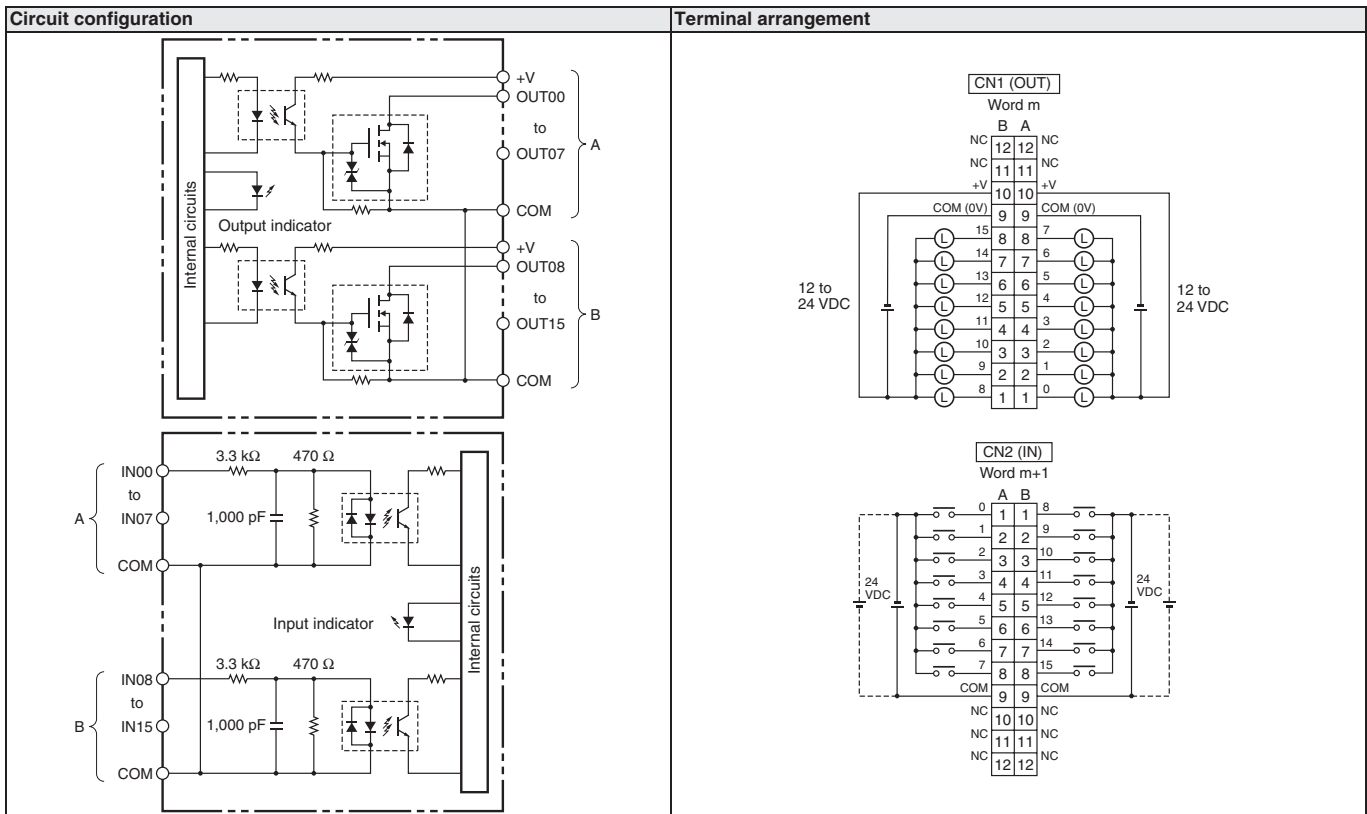 Circuit configuration
Terminal arrangement
Internal circuits
+V
OUT00
to
OUT07
A
COM
Output indicator
+V
OUT08
to
OUT15
B
COM
3.3 kΩ 470 Ω
IN00
to
A
IN07
1,000 pF
COM
Input indicator
Internal circuits
3.3 kΩ 470 Ω
IN08
to
B
IN15
1,000 pF
COM
CN1 (OUT)
Word m
B A
NC 12 12 NC
NC 11 11 NC
+V 10 10 +V
COM (0V) 9 9 COM (0V)
L 15 8 8 7 L
L 14 7 7 6 L
L 13 6 6 5 L
L 12 5 5 4 L
L 11 4 4 3 L
L 10 3 3 2 L
L 9 2 2 1 L
L 8 1 1 0 L
12 to
24 VDC
12 to
24 VDC
CN2 (IN)
Word m+1
A B
0 1 1 8
1 2 2 9
2 3 3 10
3 4 4 11
4 5 5 12
5 6 6 13
6 7 7 14
7 8 8 15
COM 9 9 COM
NC 10 10 NC
NC 11 11 NC
NC 12 12 NC
24
VDC
24
VDC